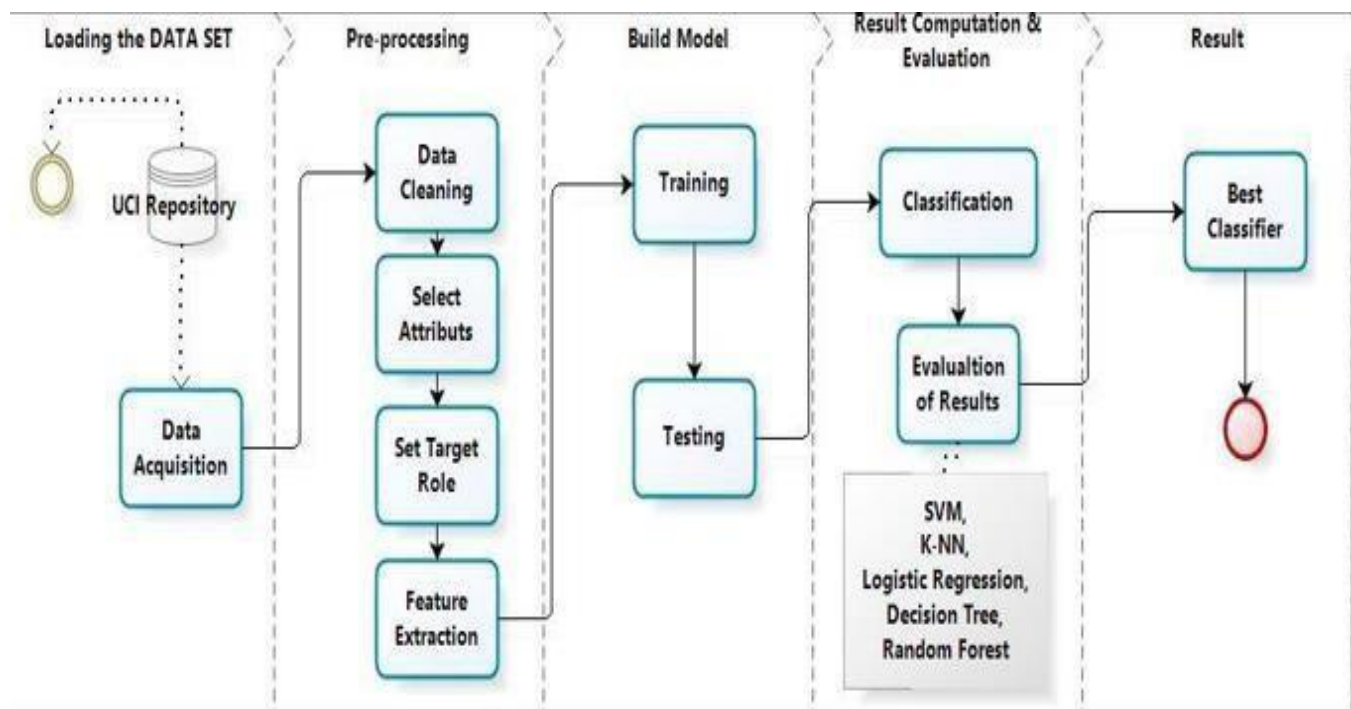 Loading the DATA SET
Pre-processing
Build Model
Result Computation &
Evaluation
Result
UCI Repository
Data
Acquisition
Data
Cleaning
Select
Attributs
Set Target
Role
Feature
Extraction
Training
Testing
Classification
Evaluality of Results
SVM,
K-NN,
Logistic Regression,
Decision Tree,
Random Forest
Best
Classifier